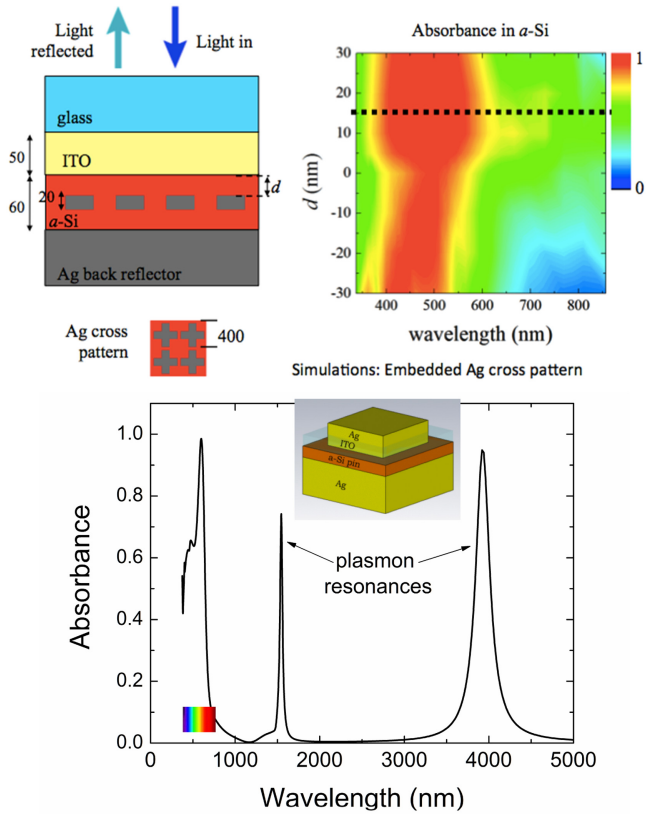 Light
reflected
Light in
glass
50
ITO
d
20
60
a-Si
Ag back reflector
Ag cross
pattern
400
Absorbance in a-Si
30
20
10
0
-10
-20
-30
d (nm)
400 500 600 700 800
wavelength (nm)
1
0
Simulations: Embedded Ag cross pattern
Ag
ITO
a-Si pin
Ag
plasmon
resonances
Absorbance
1.0
0.8
0.6
0.4
0.2
0.0
0 1000 2000 3000 4000 5000
Wavelength (nm)